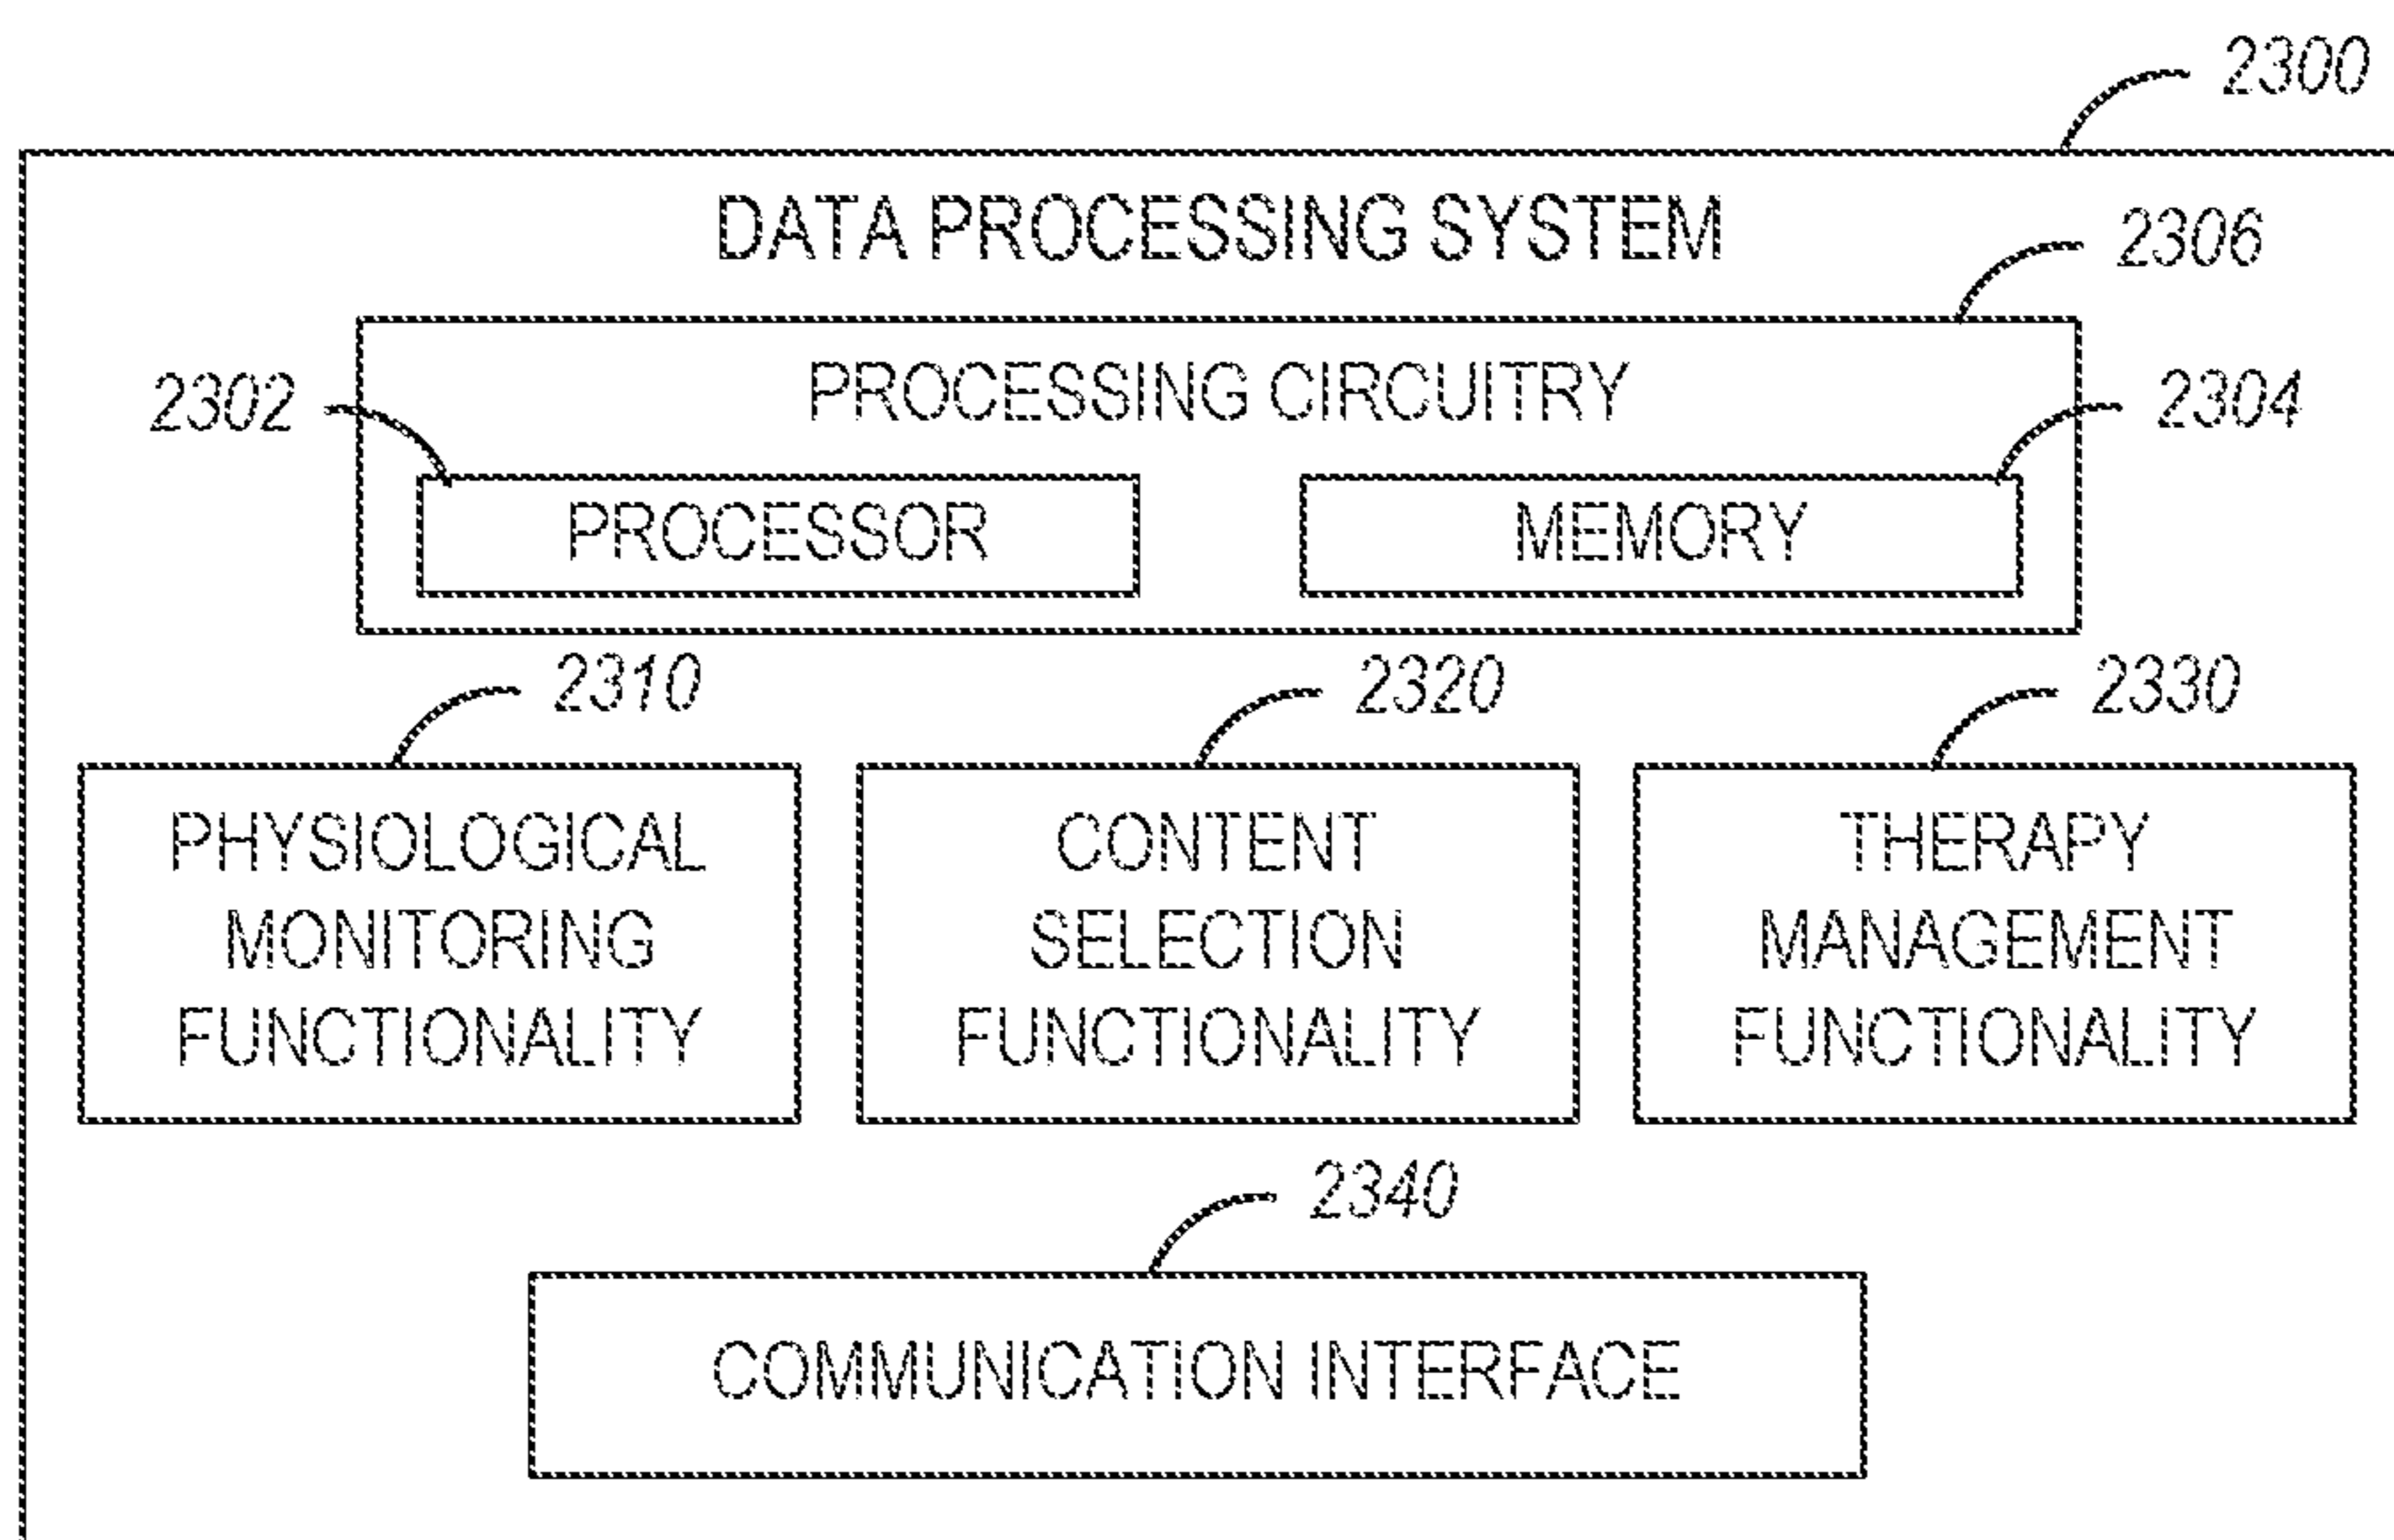 2300
DATA PROCESSING SYSTEM
2306
PROCESSING CIRCUITRY
2302
2304
PROCESSOR
MEMORY
2310
2320
2330
PHYSIOLOGICAL
MONITORING
FUNCTIONALITY
CONTENT
SELECTION
FUNCTIONALITY
THERAPY
MANAGEMENT
FUNCTIONALITY
2340
COMMUNICATION INTERFACE